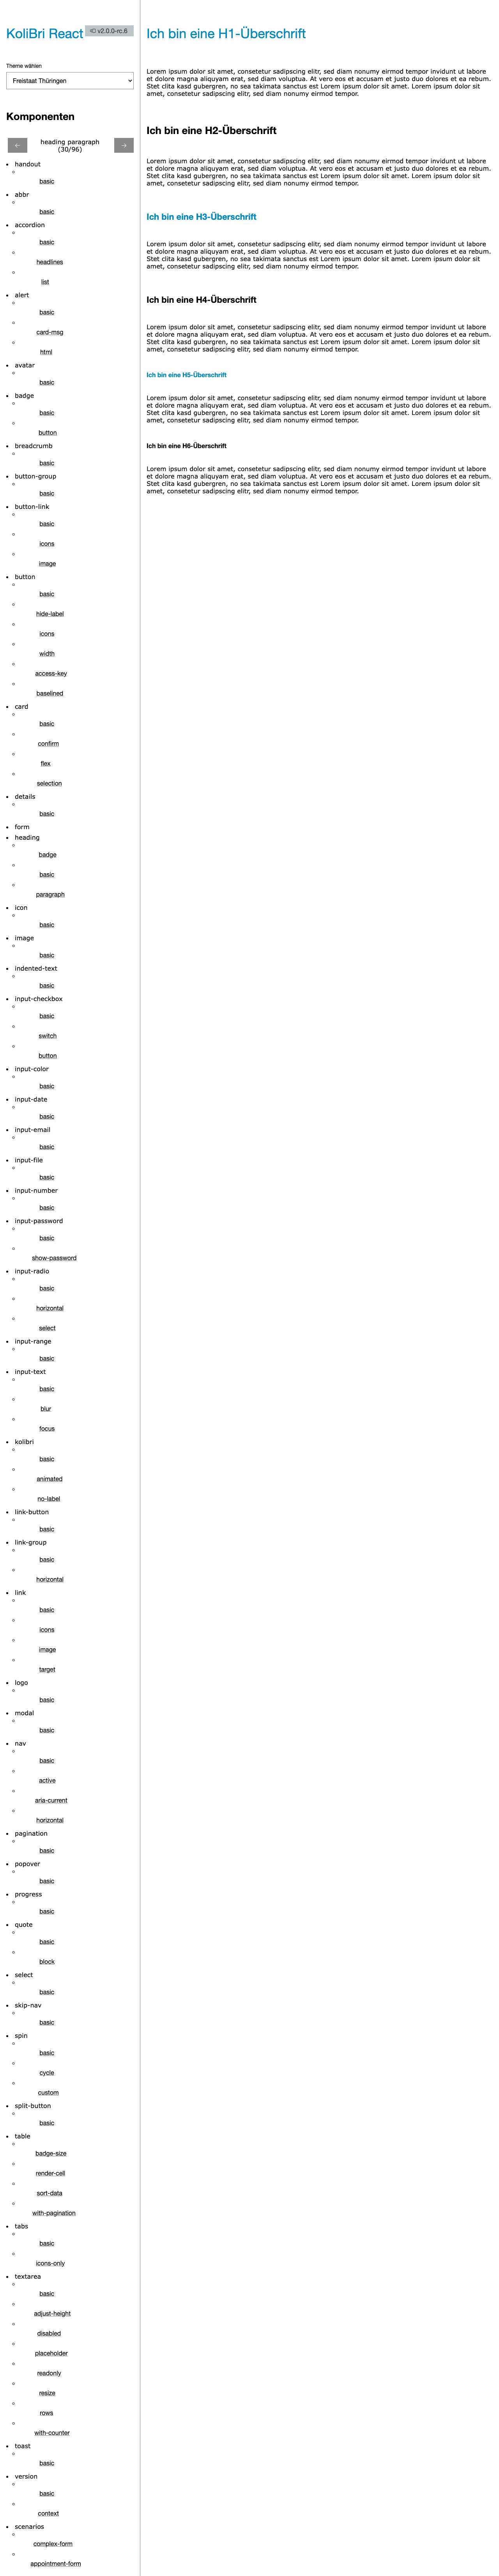 KoliBri React
v2.0.0-rc.6
Theme wählen
Freistaat Thüringen
Komponenten
heading paragraph
(30/96)
handout
basic
abbr
basic
accordion
basic
headlines
list
alert
basic
card-msg
html
avatar
basic
badge
basic
button
breadcrumb
basic
button-group
basic
button-link
basic
icons
image
button
basic
hide-label
icons
width
access-key
baselined
card
basic
confirm
flex
selection
details
basic
form
heading
badge
basic
paragraph
icon
basic
image
basic
indented-text
basic
input-checkbox
basic
switch
button
input-color
basic
input-date
basic
input-email
basic
input-file
basic
input-number
basic
input-password
basic
show-password
input-radio
basic
horizontal
select
input-range
basic
input-text
basic
blur
focus
kolibri
basic
animated
no-label
link-button
basic
link-group
basic
horizontal
link
basic
icons
image
target
logo
basic
modal
basic
nav
basic
active
aria-current
horizontal
pagination
basic
popover
basic
progress
basic
quote
basic
block
select
basic
skip-nav
basic
spin
basic
cycle
custom
split-button
basic
table
badge-size
render-cell
sort-data
with-pagination
tabs
basic
icons-only
textarea
basic
adjust-height
disabled
placeholder
readonly
resize
rows
with-counter
toast
basic
version
basic
context
scenarios
complex-form
appointment-form
Ich bin eine H1-Überschrift
Lorem ipsum dolor sit amet, consetetur sadipscing elitr, sed diam nonumy eirmod tempor invidunt ut labore
et dolore magna aliquyam erat, sed diam voluptua. At vero eos et accusam et justo duo dolores et ea rebum.
Stet clita kasd gubergren, no sea takimata sanctus est Lorem ipsum dolor sit amet. Lorem ipsum dolor sit
amet, consetetur sadipscing elitr, sed diam nonumy eirmod tempor.
Ich bin eine H2-Überschrift
Lorem ipsum dolor sit amet, consetetur sadipscing elitr, sed diam nonumy eirmod tempor invidunt ut labore
et dolore magna aliquyam erat, sed diam voluptua. At vero eos et accusam et justo duo dolores et ea rebum.
Stet clita kasd gubergren, no sea takimata sanctus est Lorem ipsum dolor sit amet. Lorem ipsum dolor sit
amet, consetetur sadipscing elitr, sed diam nonumy eirmod tempor.
Ich bin eine H3-Überschrift
Lorem ipsum dolor sit amet, consetetur sadipscing elitr, sed diam nonumy eirmod tempor invidunt ut labore
et dolore magna aliquyam erat, sed diam voluptua. At vero eos et accusam et justo duo dolores et ea rebum.
Stet clita kasd gubergren, no sea takimata sanctus est Lorem ipsum dolor sit amet. Lorem ipsum dolor sit
amet, consetetur sadipscing elitr, sed diam nonumy eirmod tempor.
Ich bin eine H4-Überschrift
Lorem ipsum dolor sit amet, consetetur sadipscing elitr, sed diam nonumy eirmod tempor invidunt ut labore
et dolore magna aliquyam erat, sed diam voluptua. At vero eos et accusam et justo duo dolores et ea rebum.
Stet clita kasd gubergren, no sea takimata sanctus est Lorem ipsum dolor sit amet. Lorem ipsum dolor sit
amet, consetetur sadipscing elitr, sed diam nonumy eirmod tempor.
Ich bin eine H5-Überschrift
Lorem ipsum dolor sit amet, consetetur sadipscing elitr, sed diam nonumy eirmod tempor invidunt ut labore
et dolore magna aliquyam erat, sed diam voluptua. At vero eos et accusam et justo duo dolores et ea rebum.
Stet clita kasd gubergren, no sea takimata sanctus est Lorem ipsum dolor sit amet. Lorem ipsum dolor sit
amet, consetetur sadipscing elitr, sed diam nonumy eirmod tempor.
Ich bin eine H6-Überschrift
Lorem ipsum dolor sit amet, consetetur sadipscing elitr, sed diam nonumy eirmod tempor invidunt ut labore
et dolore magna aliquyam erat, sed diam voluptua. At vero eos et accusam et justo duo dolores et ea rebum.
Stet clita kasd gubergren, no sea takimata sanctus est Lorem ipsum dolor sit amet. Lorem ipsum dolor sit
amet, consetetur sadipscing elitr, sed diam nonumy eirmod tempor.